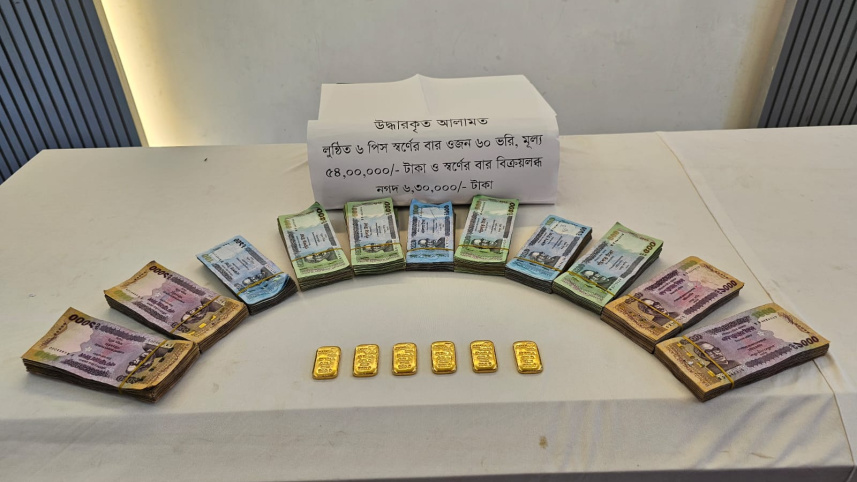 উদ্ধারকৃত আলামত
লুণ্ঠিত ৬ পিস স্বর্ণের বার ওজন ৬০ ভরি, মূল্য
৫৪,০০,০০০/- টাকা ও স্বর্ণের বার বিক্রয়লব্ধ
নগদ ৬,৩০,০০০/- টাকা